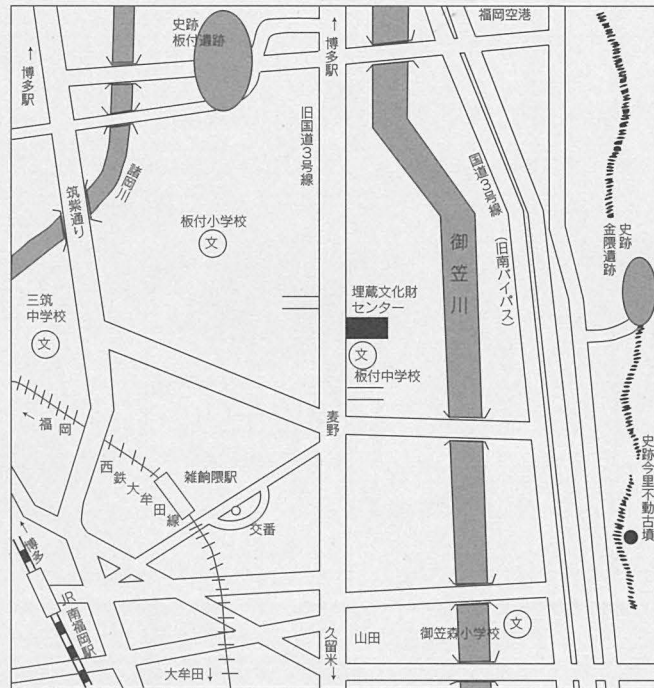 史跡
板付遺跡
↑
博多駅
↑
博多駅
福岡空港
旧国道3号線
諸岡川
筑紫通り
国道3号線
(旧南バイパス)
史跡
金隈遺跡
板付小学校
文
御笠川
三筑
中学校
文
埋蔵文化財
センター
文
板付中学校
←福岡
麦野
西鉄大牟田線
雑餉隈駅
交番
史跡今里不動古墳
←博多
JR
南福岡駅
大牟田↓
久留米
↓
山田
御笠森小学校
文